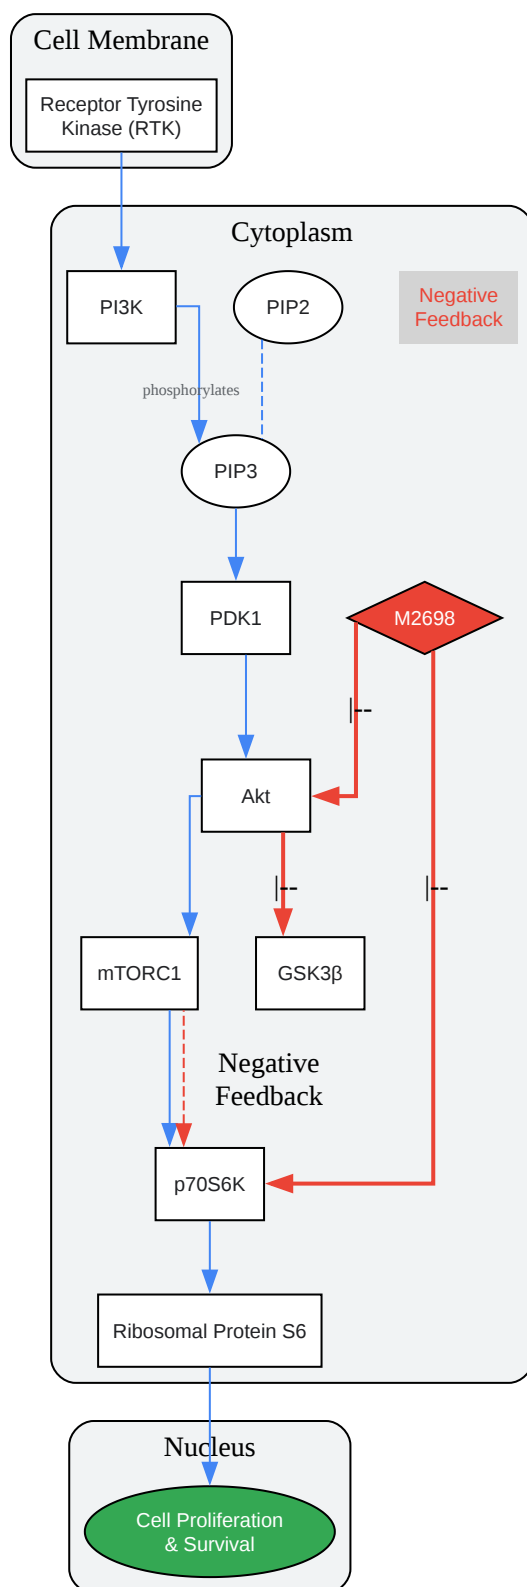 Cell Membrane
Receptor Tyrosine
Kinase (RTK)
Cytoplasm
PI3K
PIP2
Negative
Feedback
phosphorylates
PIP3
PDK1
M2698
|--
Akt
|--
|--
mTORC1
GSK3β
Negative
Feedback
p70S6K
Ribosomal Protein S6
Nucleus
Cell Proliferation
& Survival